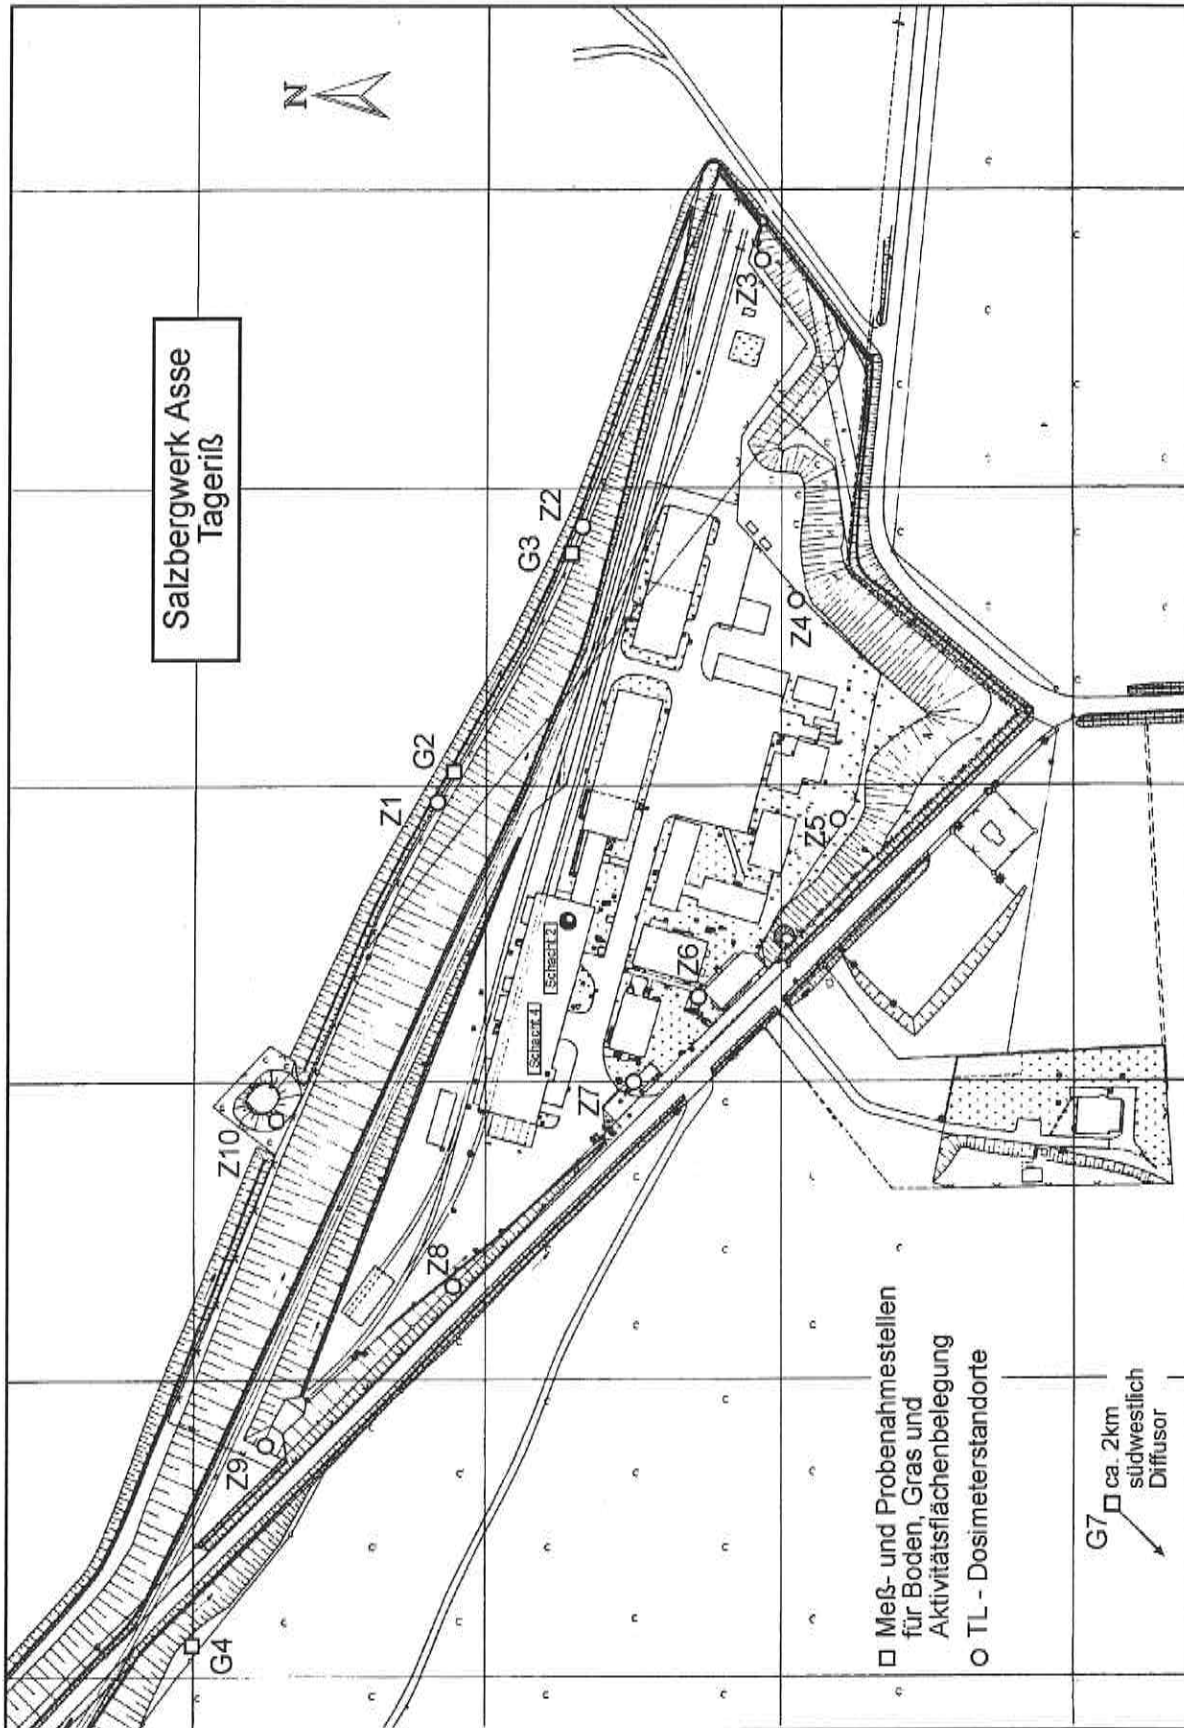 Salzbergwerk Asse
Tageriß
N
Z1
G2
G3
Z2
Z3
Z4
Z5
Z6
Z7
Z8
Z9
Z10
G4
Schacht 2
Schacht 4
Meß- und Probenahmestellen
für Boden, Gras und
Aktivitätsflächenbelegung
TL - Dosimeterstandorte
G7
ca. 2km
südwestlich
Diffusor